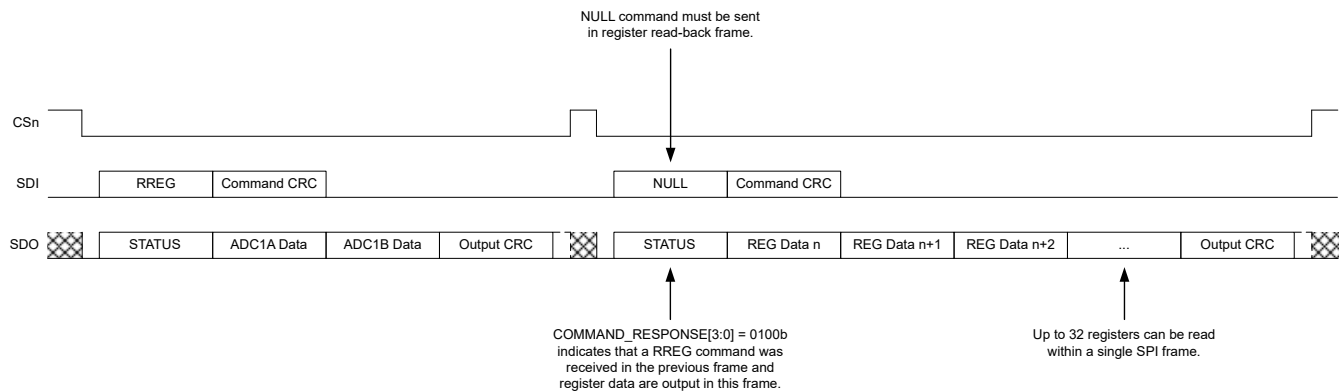 NULL command must be sent
in register read-back frame.
CSn
SDI RREG Command CRC NULL Command CRC
SDO STATUS ADC1A Data ADC1B Data Output CRC STATUS REG Data n REG Data n+1 REG Data n+2 ... Output CRC
COMMAND_RESPONSE[3:0] = 0100b
indicates that a RREG command was
received in the previous frame and
register data are output in this frame.
Up to 32 registers can be read
within a single SPI frame.